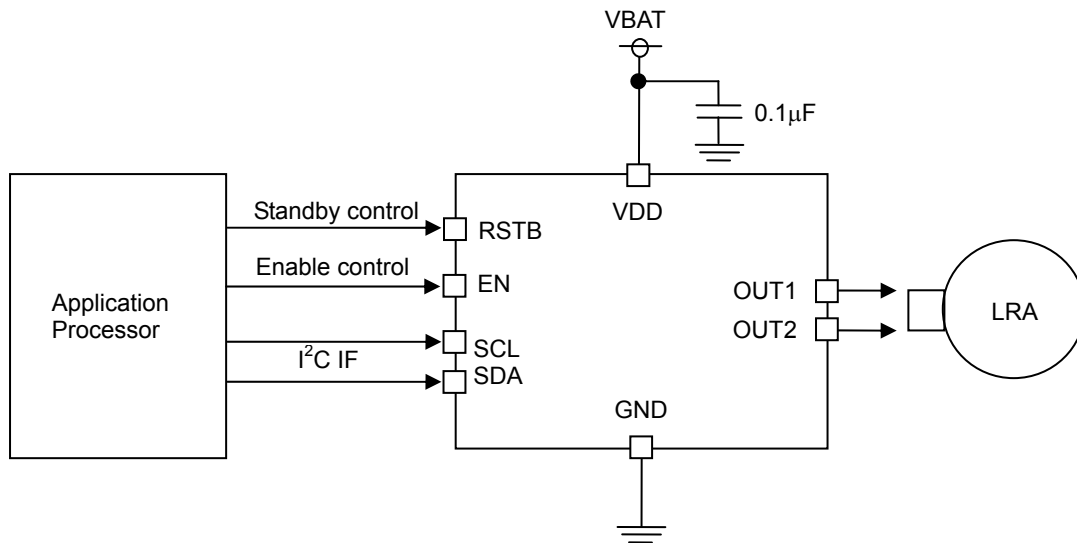 VBAT
0.1μF
VDD
Standby control
RSTB
Enable control
EN
Application
Processor
I²C IF
SCL
SDA
OUT1
OUT2
LRA
GND